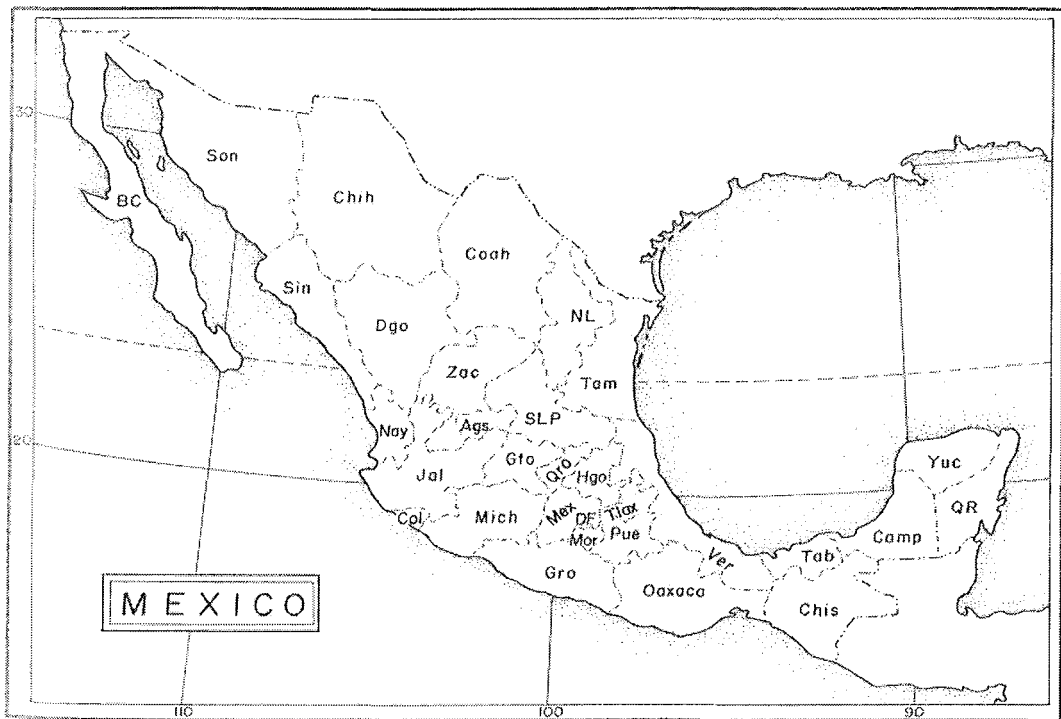 30
Son
BC
Chih
Coah
Sin
NL
Dgo
Zac
Tam
Nay
Ags
SLP
20
Jal
Gto
Qro
Hgo
Yuc
Col
Mich
Mex
DF
Tlax
QR
Mor
Pue
Camp
Ver
Tab
Gro
Oaxaca
Chis
MEXICO
110
100
90